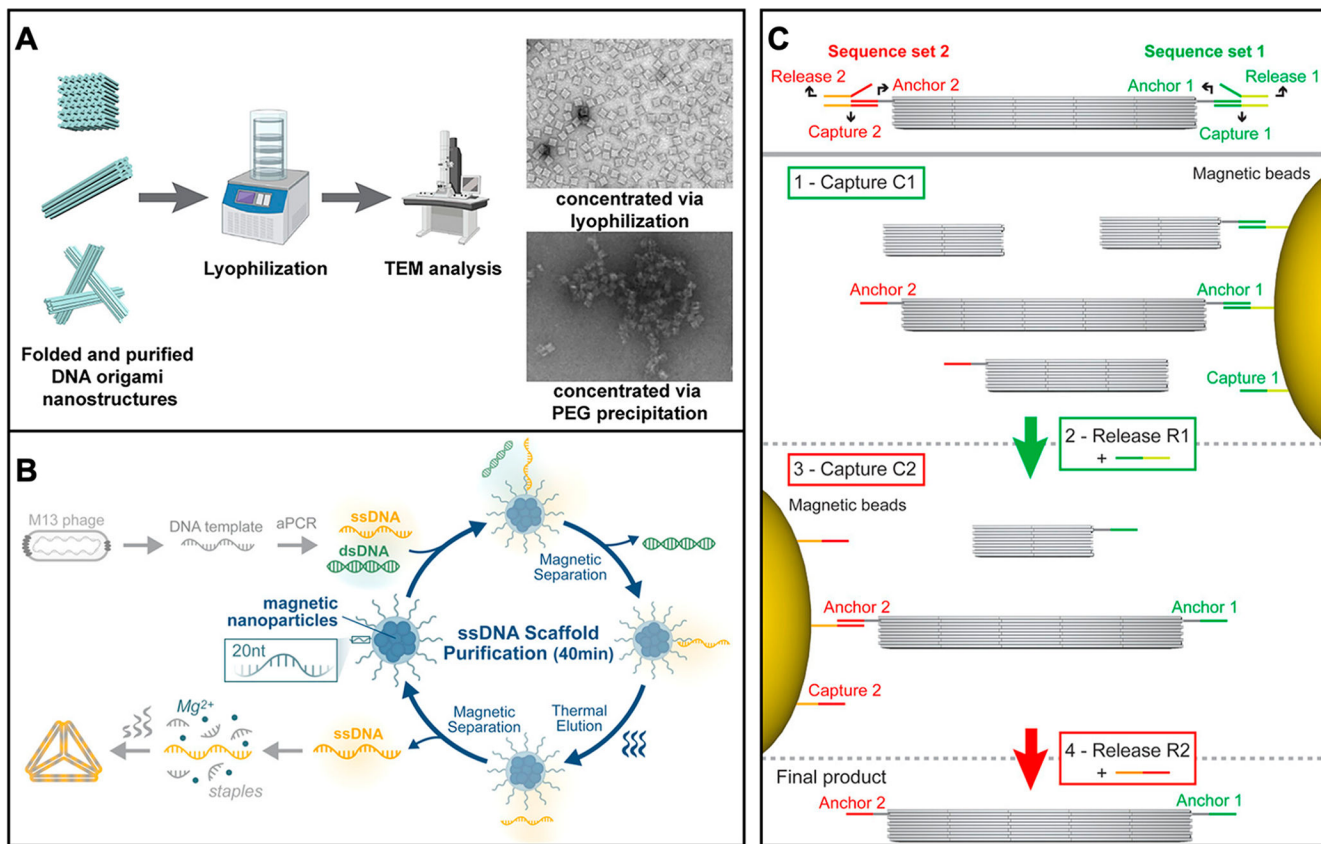 A
Folded and purified
DNA origami
nanostructures
Lyophilization
TEM analysis
concentrated via
lyophilization
concentrated via
PEG precipitation
B
M13 phage
DNA template
aPCR
ssDNA
dsDNA
Magnetic
Separation
magnetic
nanoparticles
20nt
ssDNA Scaffold
Purification (40min)
Thermal
Elution
Magnetic
Separation
ssDNA
Mg²⁺
staples
C
Sequence set 2
Sequence set 1
Release 2
Anchor 2
Anchor 1
Release 1
Capture 2
Capture 1
1 - Capture C1
Magnetic beads
Anchor 2
Anchor 1
Capture 1
2 - Release R1
+
3 - Capture C2
Magnetic beads
Anchor 2
Anchor 1
Capture 2
4 - Release R2
+
Final product
Anchor 2
Anchor 1